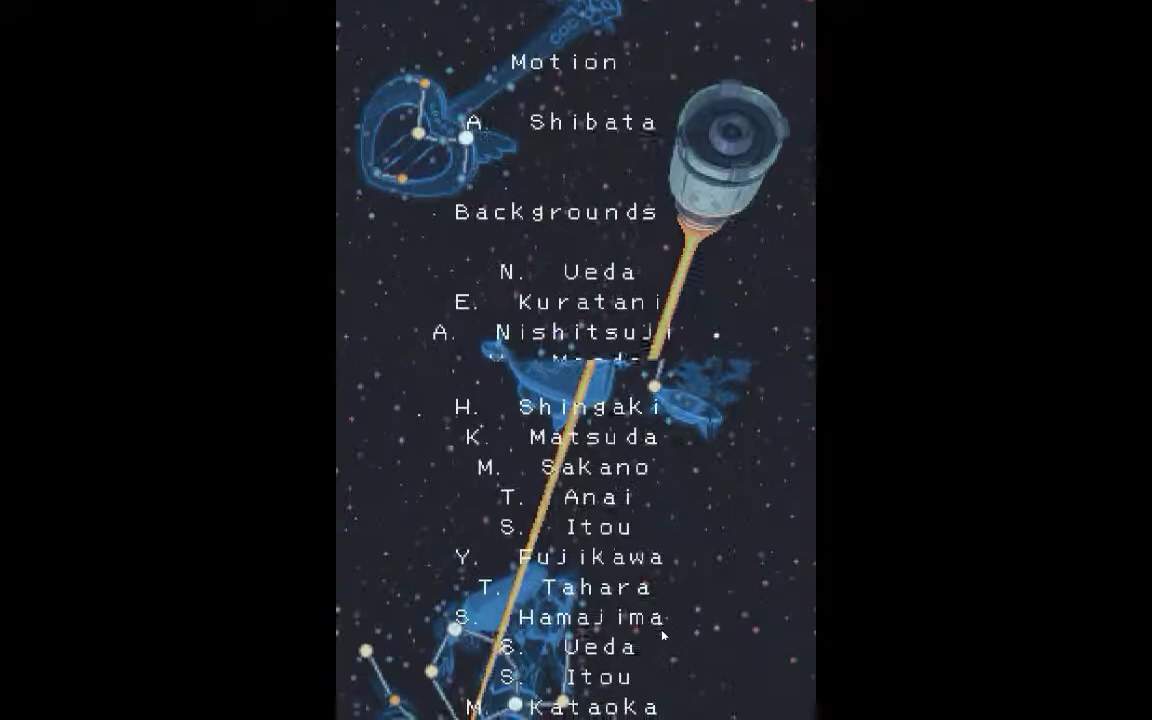 Motion
A. Shibata
Backgrounds
N. Ueda
E. Kuratani
A. Nishitsuji
H. Shingaki
K. Matsuda
M. Sakano
T. Anai
S. Itou
Y. Fujikawa
T. Tahara
S. Hamajima
S. Ueda
S. Itou
M. Kataoka